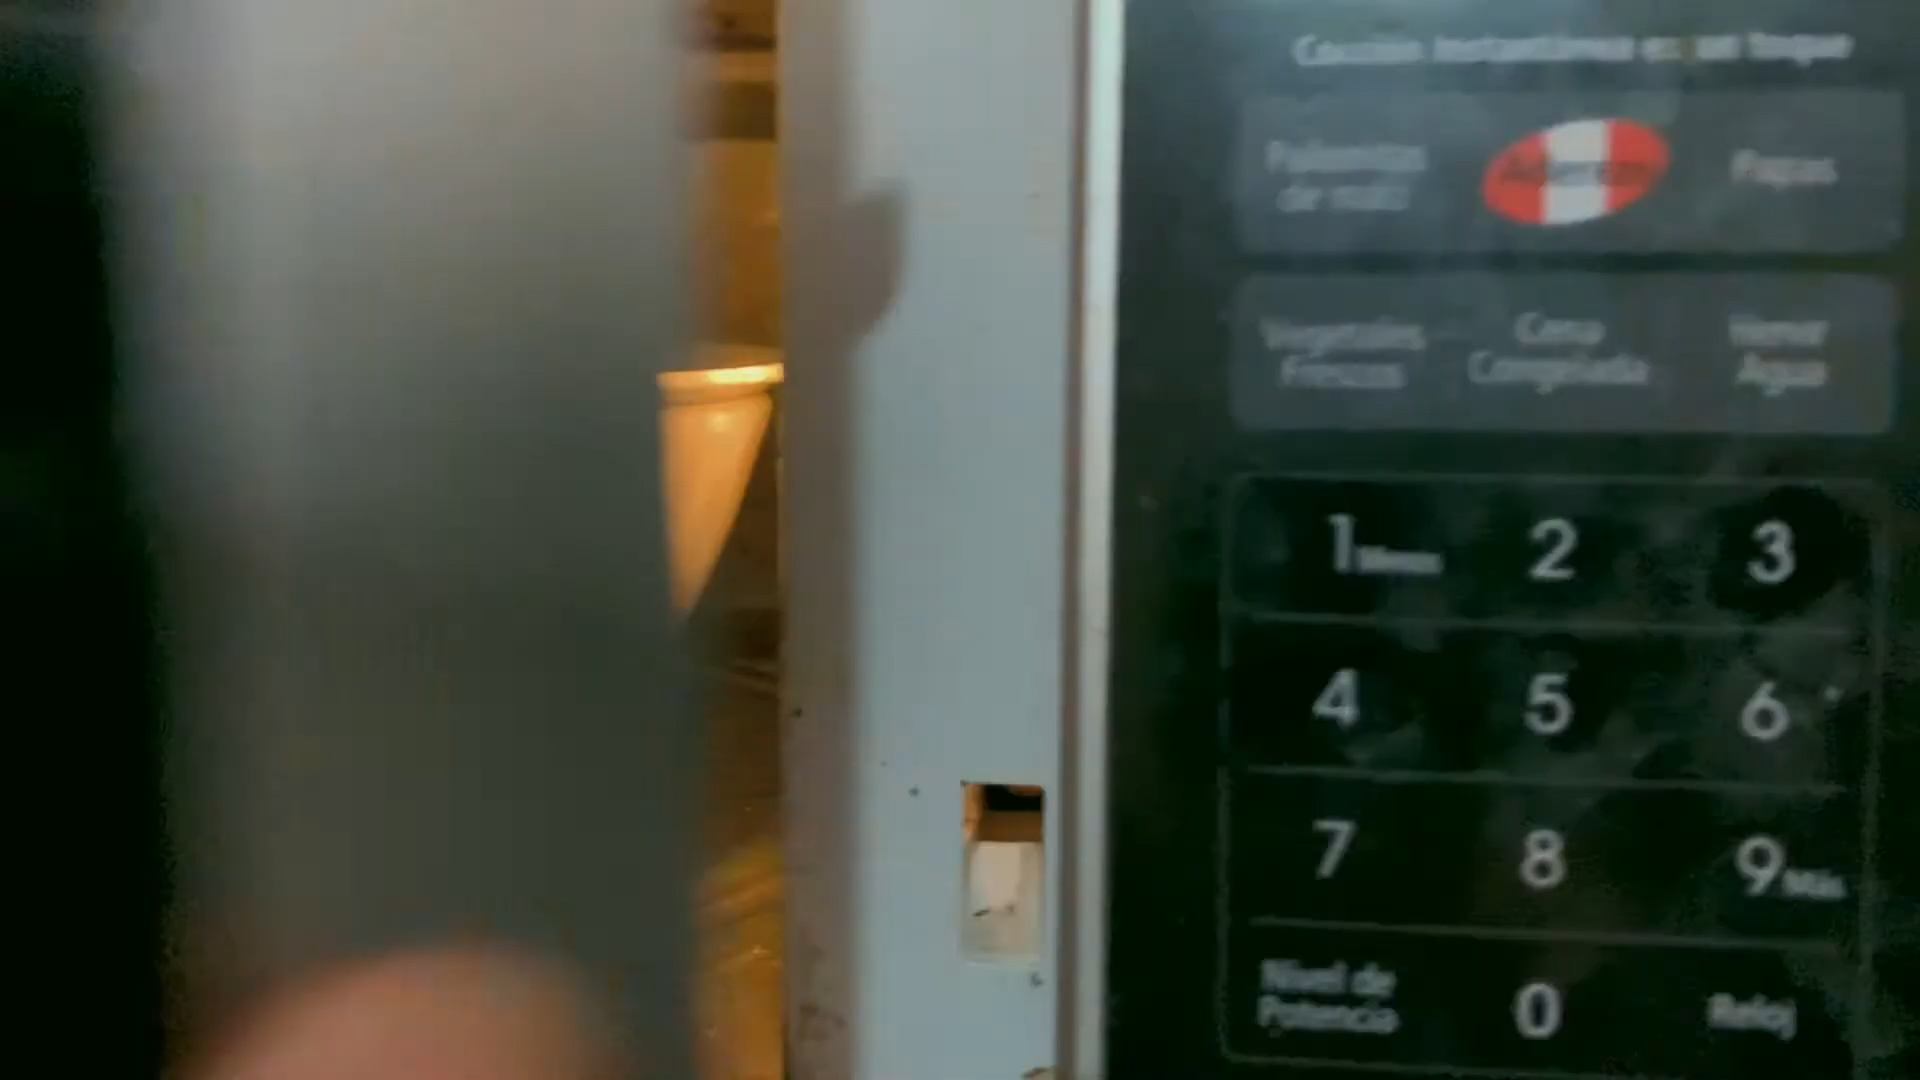 Cocción Instantánea en un toque
Palomitas
de maíz
Papas
Vegetales
Frescos
Cena
Congelada
Hervir
Agua
1
2
3
4
5
6
7
8
9 Más
Nivel de
Potencia
0
Reloj